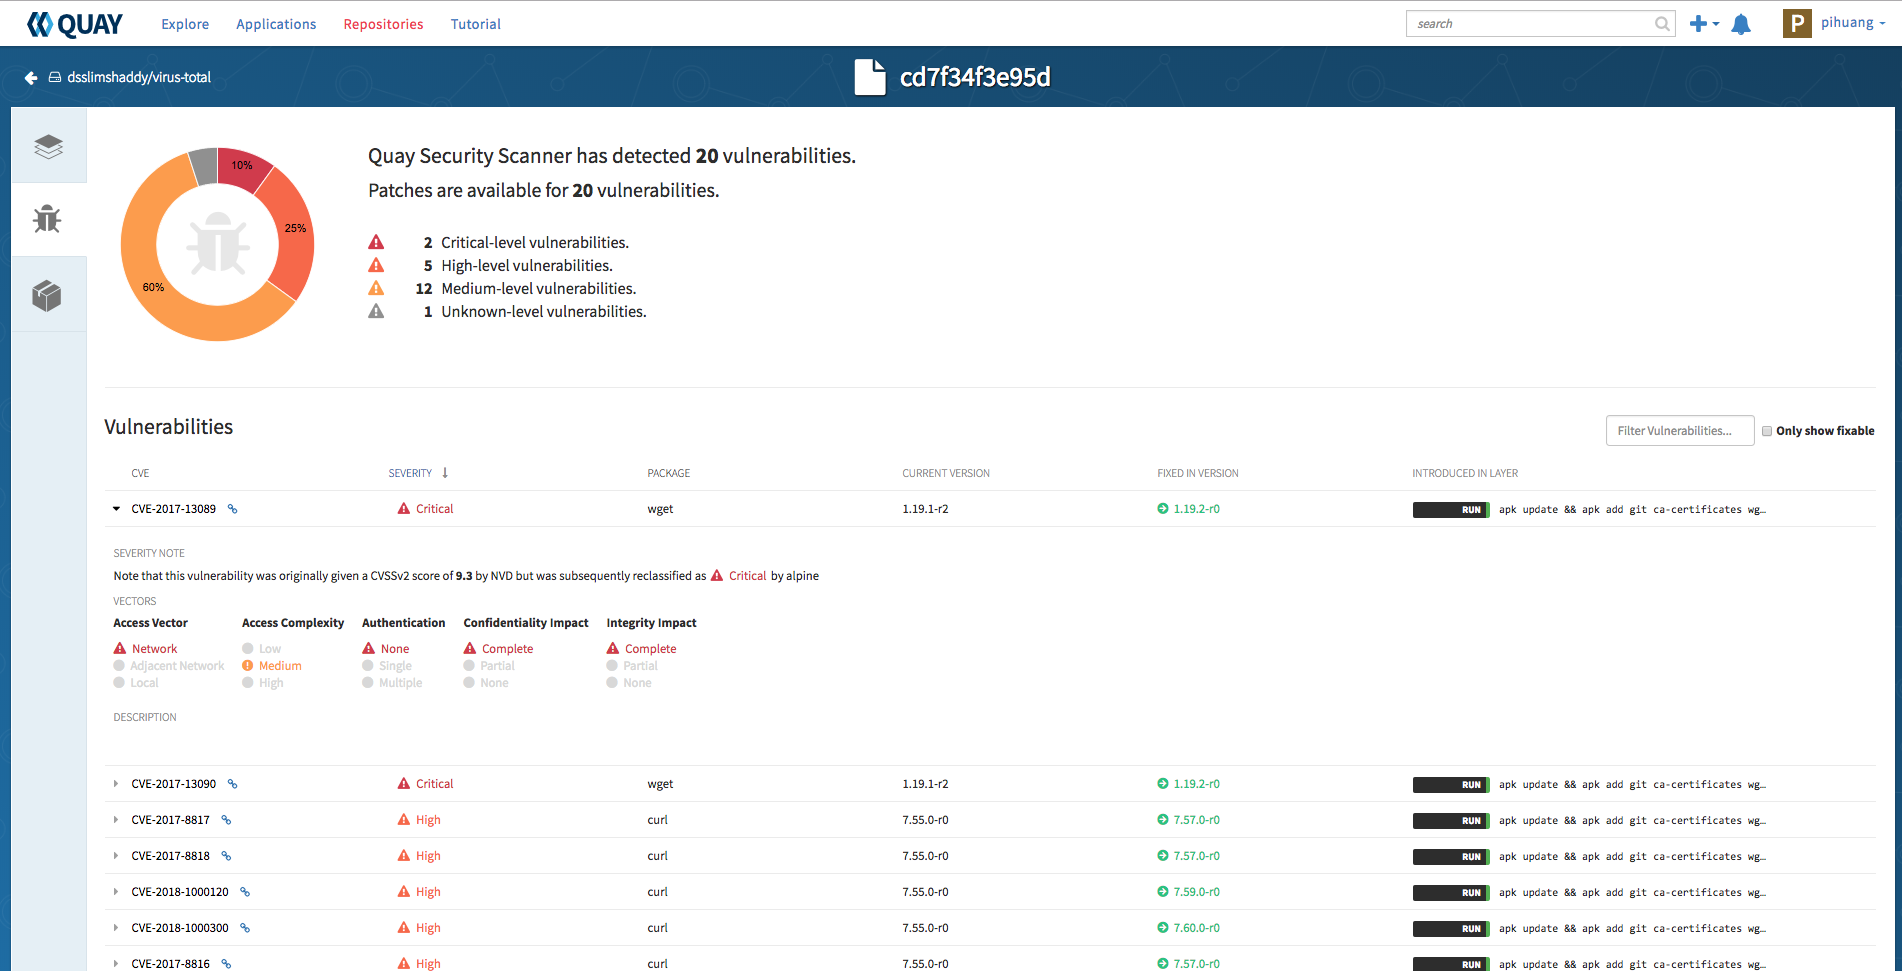 QUAY Explore Applications Repositories Tutorial search P pihuang
dsslimshaddy/virus-total cd7f34f3e95d
10%
25%
60%
Quay Security Scanner has detected 20 vulnerabilities.
Patches are available for 20 vulnerabilities.
2 Critical-level vulnerabilities.
5 High-level vulnerabilities.
12 Medium-level vulnerabilities.
1 Unknown-level vulnerabilities.
Vulnerabilities Filter Vulnerabilities... Only show fixable
CVE SEVERITY PACKAGE CURRENT VERSION FIXED IN VERSION INTRODUCED IN LAYER
CVE-2017-13089 Critical wget 1.19.1-r2 1.19.2-r0 RUN apk update && apk add git ca-certificates wg…
SEVERITY NOTE
Note that this vulnerability was originally given a CVSSv2 score of 9.3 by NVD but was subsequently reclassified as Critical by alpine
VECTORS
Access Vector Access Complexity Authentication Confidentiality Impact Integrity Impact
Network Low None Complete Complete
Adjacent Network Medium Single Partial Partial
Local High Multiple None None
DESCRIPTION
CVE-2017-13090 Critical wget 1.19.1-r2 1.19.2-r0 RUN apk update && apk add git ca-certificates wg…
CVE-2017-8817 High curl 7.55.0-r0 7.57.0-r0 RUN apk update && apk add git ca-certificates wg…
CVE-2017-8818 High curl 7.55.0-r0 7.57.0-r0 RUN apk update && apk add git ca-certificates wg…
CVE-2018-1000120 High curl 7.55.0-r0 7.59.0-r0 RUN apk update && apk add git ca-certificates wg…
CVE-2018-1000300 High curl 7.55.0-r0 7.60.0-r0 RUN apk update && apk add git ca-certificates wg…
CVE-2017-8816 High curl 7.55.0-r0 7.57.0-r0 RUN apk update && apk add git ca-certificates wg…